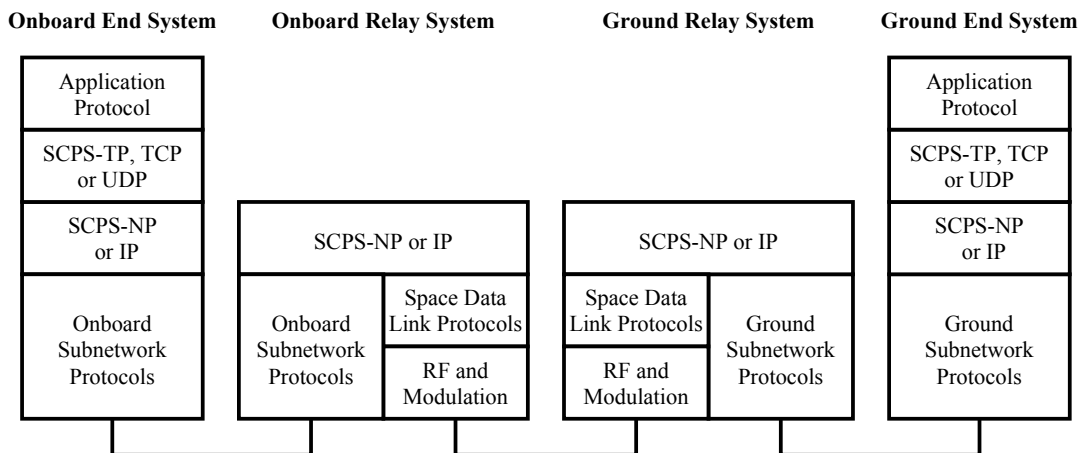 Onboard End System
Onboard Relay System
Ground Relay System
Ground End System
Application
Protocol
SCPS-TP, TCP
or UDP
SCPS-NP
or IP
Onboard
Subnetwork
Protocols
SCPS-NP or IP
Onboard
Subnetwork
Protocols
Space Data
Link Protocols
RF and
Modulation
SCPS-NP or IP
Space Data
Link Protocols
RF and
Modulation
Ground
Subnetwork
Protocols
Application
Protocol
SCPS-TP, TCP
or UDP
SCPS-NP
or IP
Ground
Subnetwork
Protocols